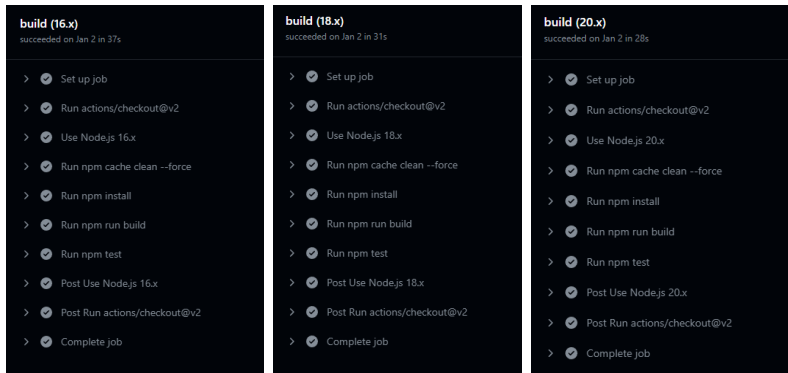 build (16.x)
succeeded on Jan 2 in 37s
Set up job
Run actions/checkout@v2
Use Node.js 16.x
Run npm cache clean --force
Run npm install
Run npm run build
Run npm test
Post Use Node.js 16.x
Post Run actions/checkout@v2
Complete job
build (18.x)
succeeded on Jan 2 in 31s
Set up job
Run actions/checkout@v2
Use Node.js 18.x
Run npm cache clean --force
Run npm install
Run npm run build
Run npm test
Post Use Node.js 18.x
Post Run actions/checkout@v2
Complete job
build (20.x)
succeeded on Jan 2 in 28s
Set up job
Run actions/checkout@v2
Use Node.js 20.x
Run npm cache clean --force
Run npm install
Run npm run build
Run npm test
Post Use Node.js 20.x
Post Run actions/checkout@v2
Complete job